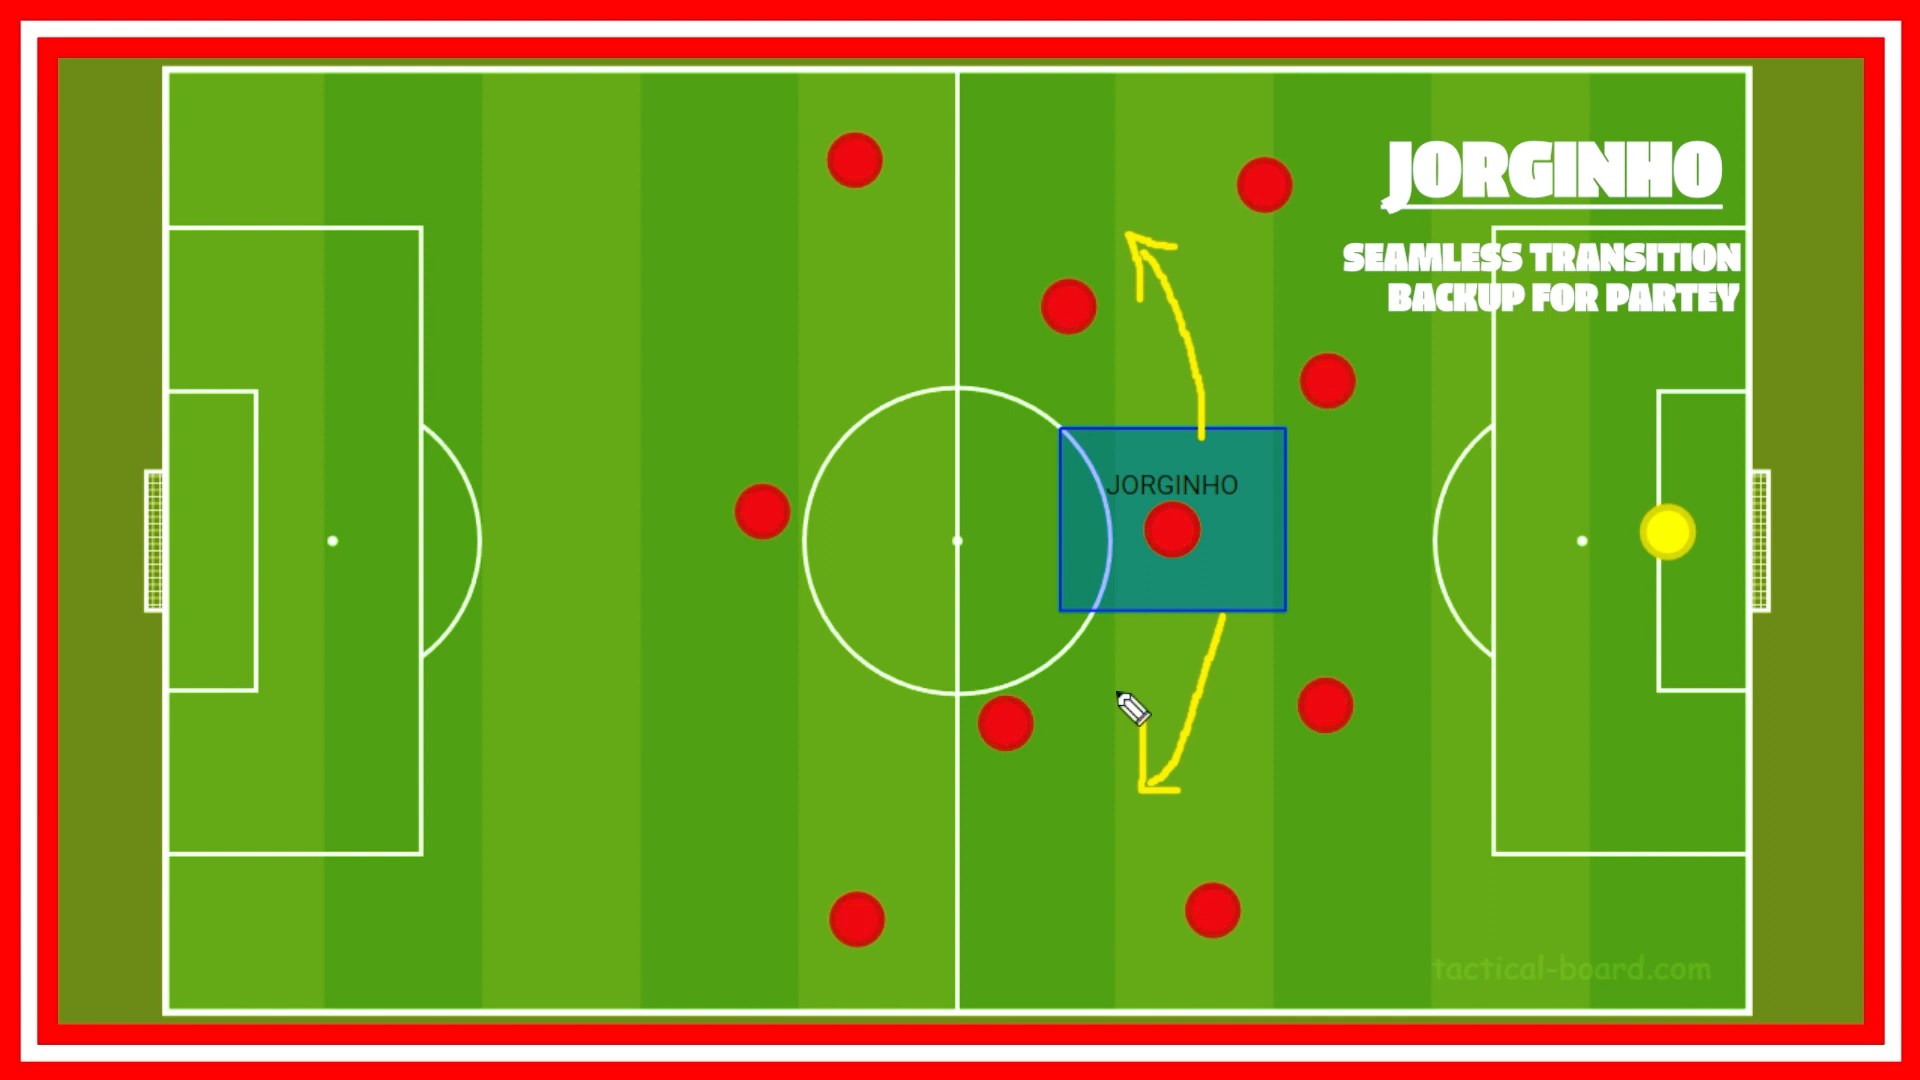 JORGINHO
SEAMLESS TRANSITION
BACKUP FOR PARTEY
JORGINHO
tactical-board.com